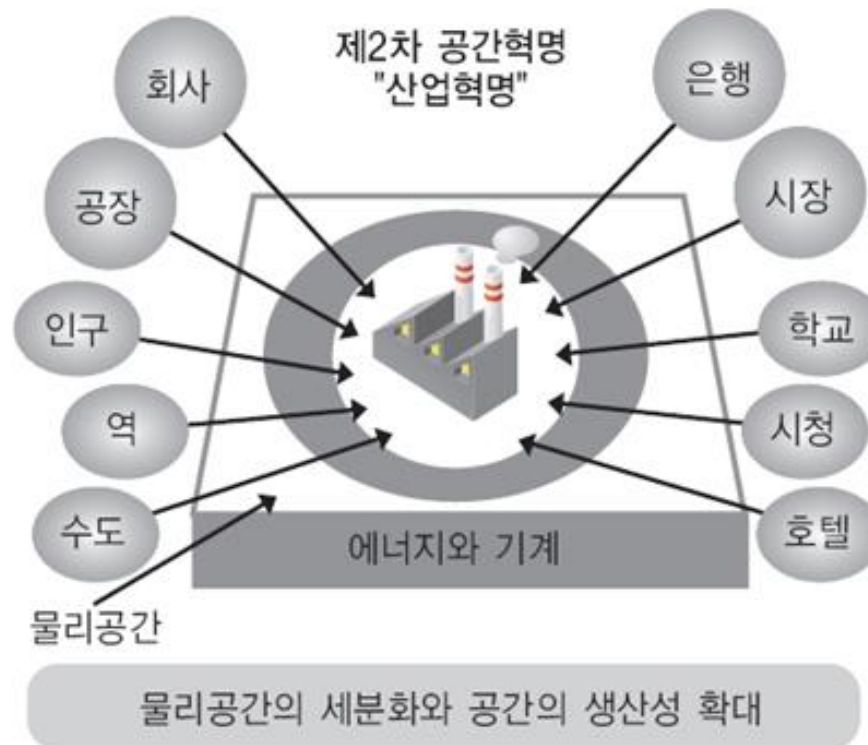 제2차 공간혁명
"산업혁명"
회사
은행
공장
시장
인구
학교
역
시청
수도
호텔
에너지와 기계
물리공간
물리공간의 세분화와 공간의 생산성 확대